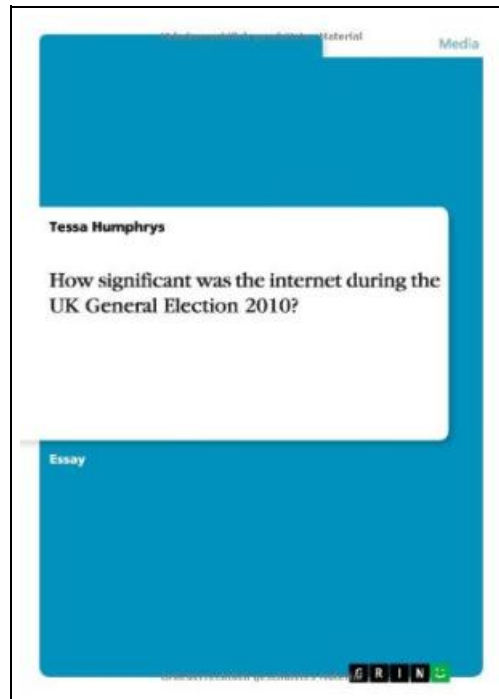 Media
Tessa Humphrys
How significant was the internet during the
UK General Election 2010?
Essay
GRIN